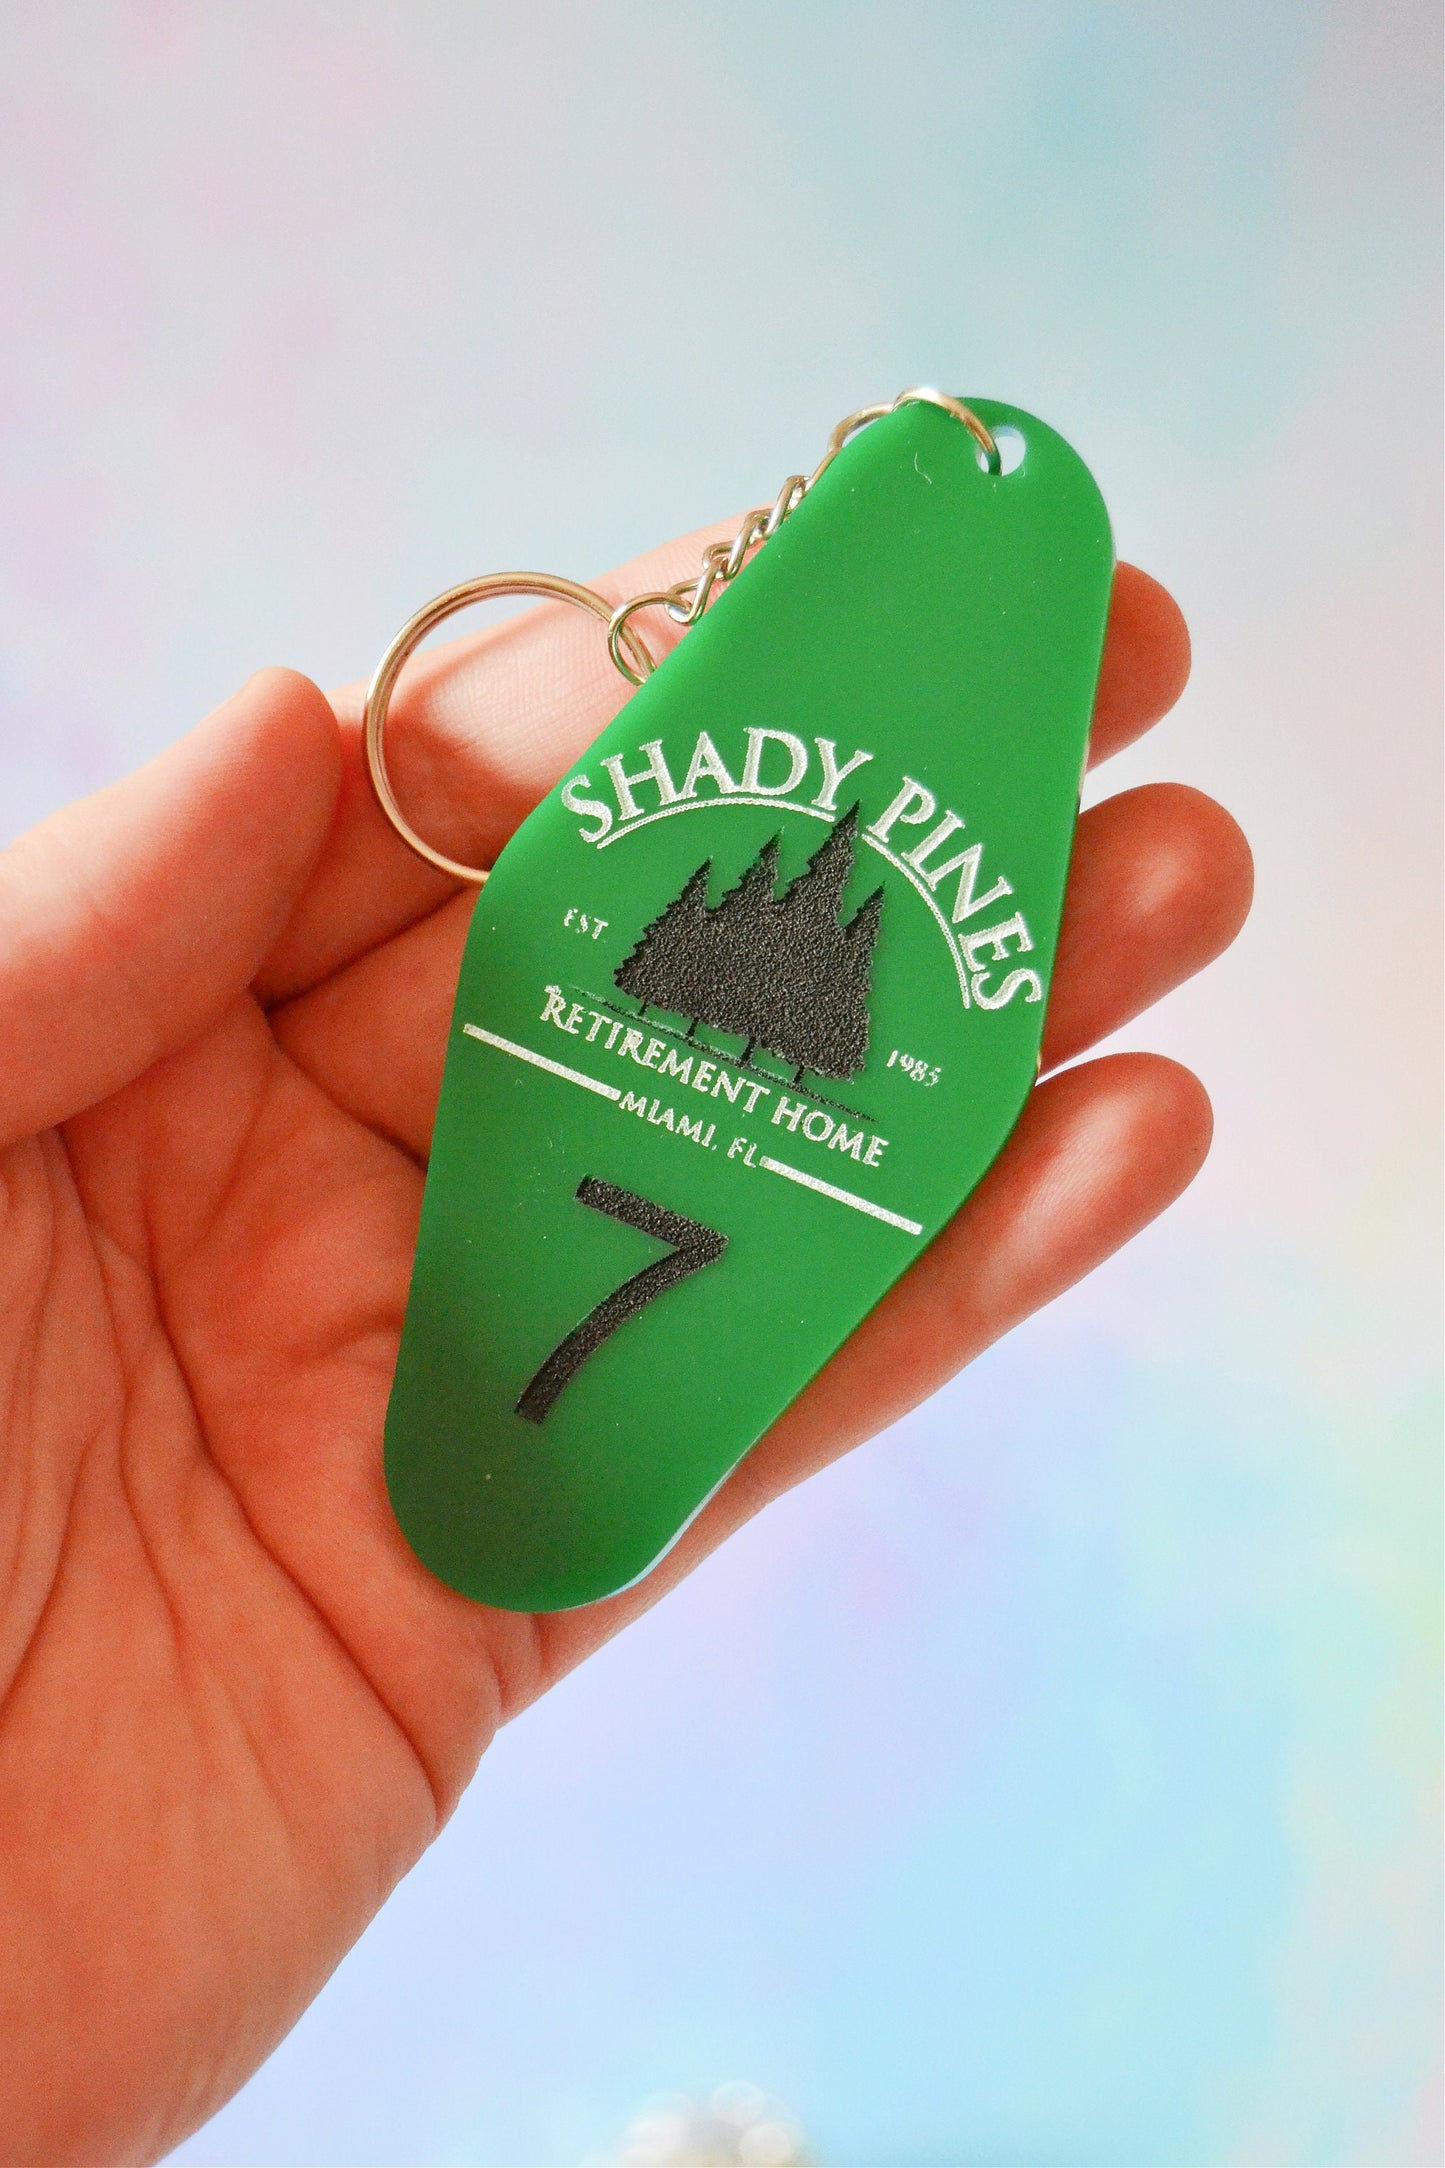 SHADY PINES
EST. 1985
RETIREMENT HOME
MIAMI, FL
7